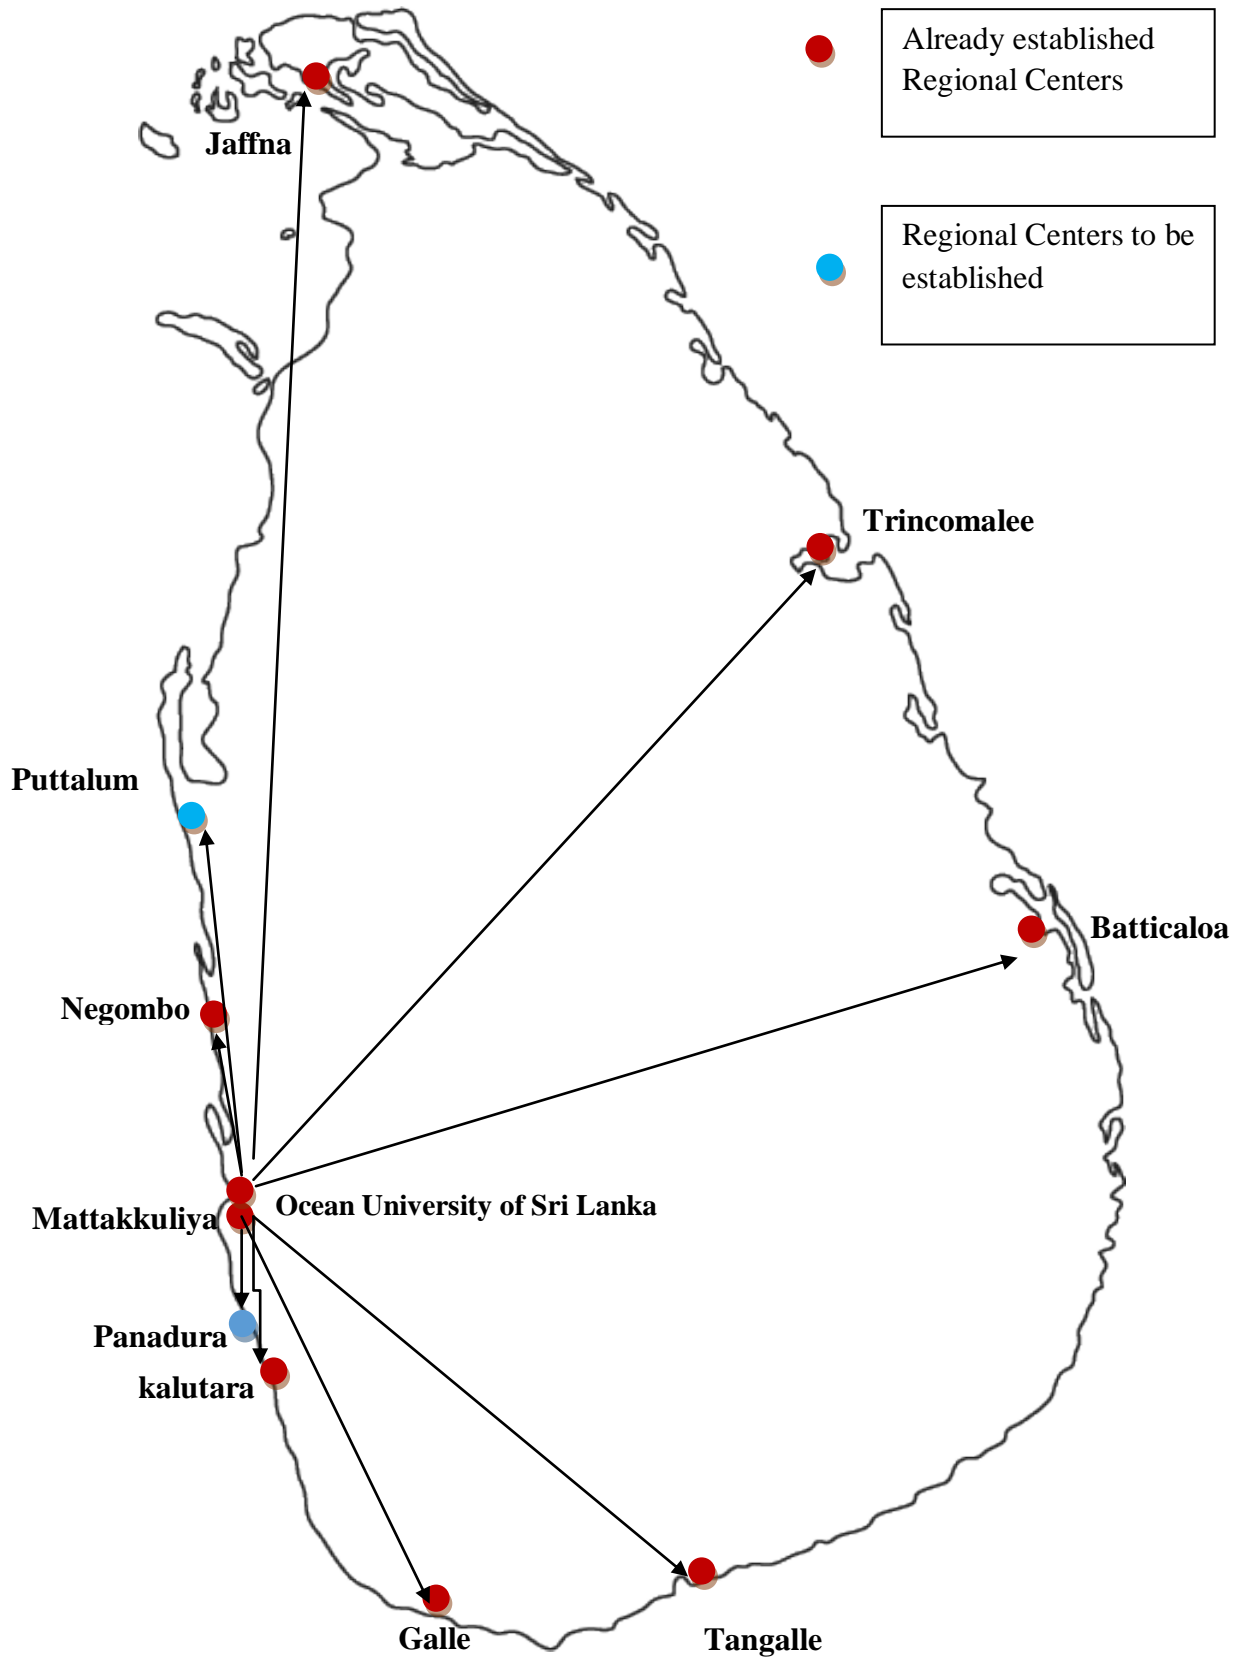 Already established
Regional Centers
Jaffna
Regional Centers to be
established
Trincomalee
Puttalum
Batticaloa
Negombo
Ocean University of Sri Lanka
Mattakkuliya
Panadura
kalutara
Galle
Tangalle